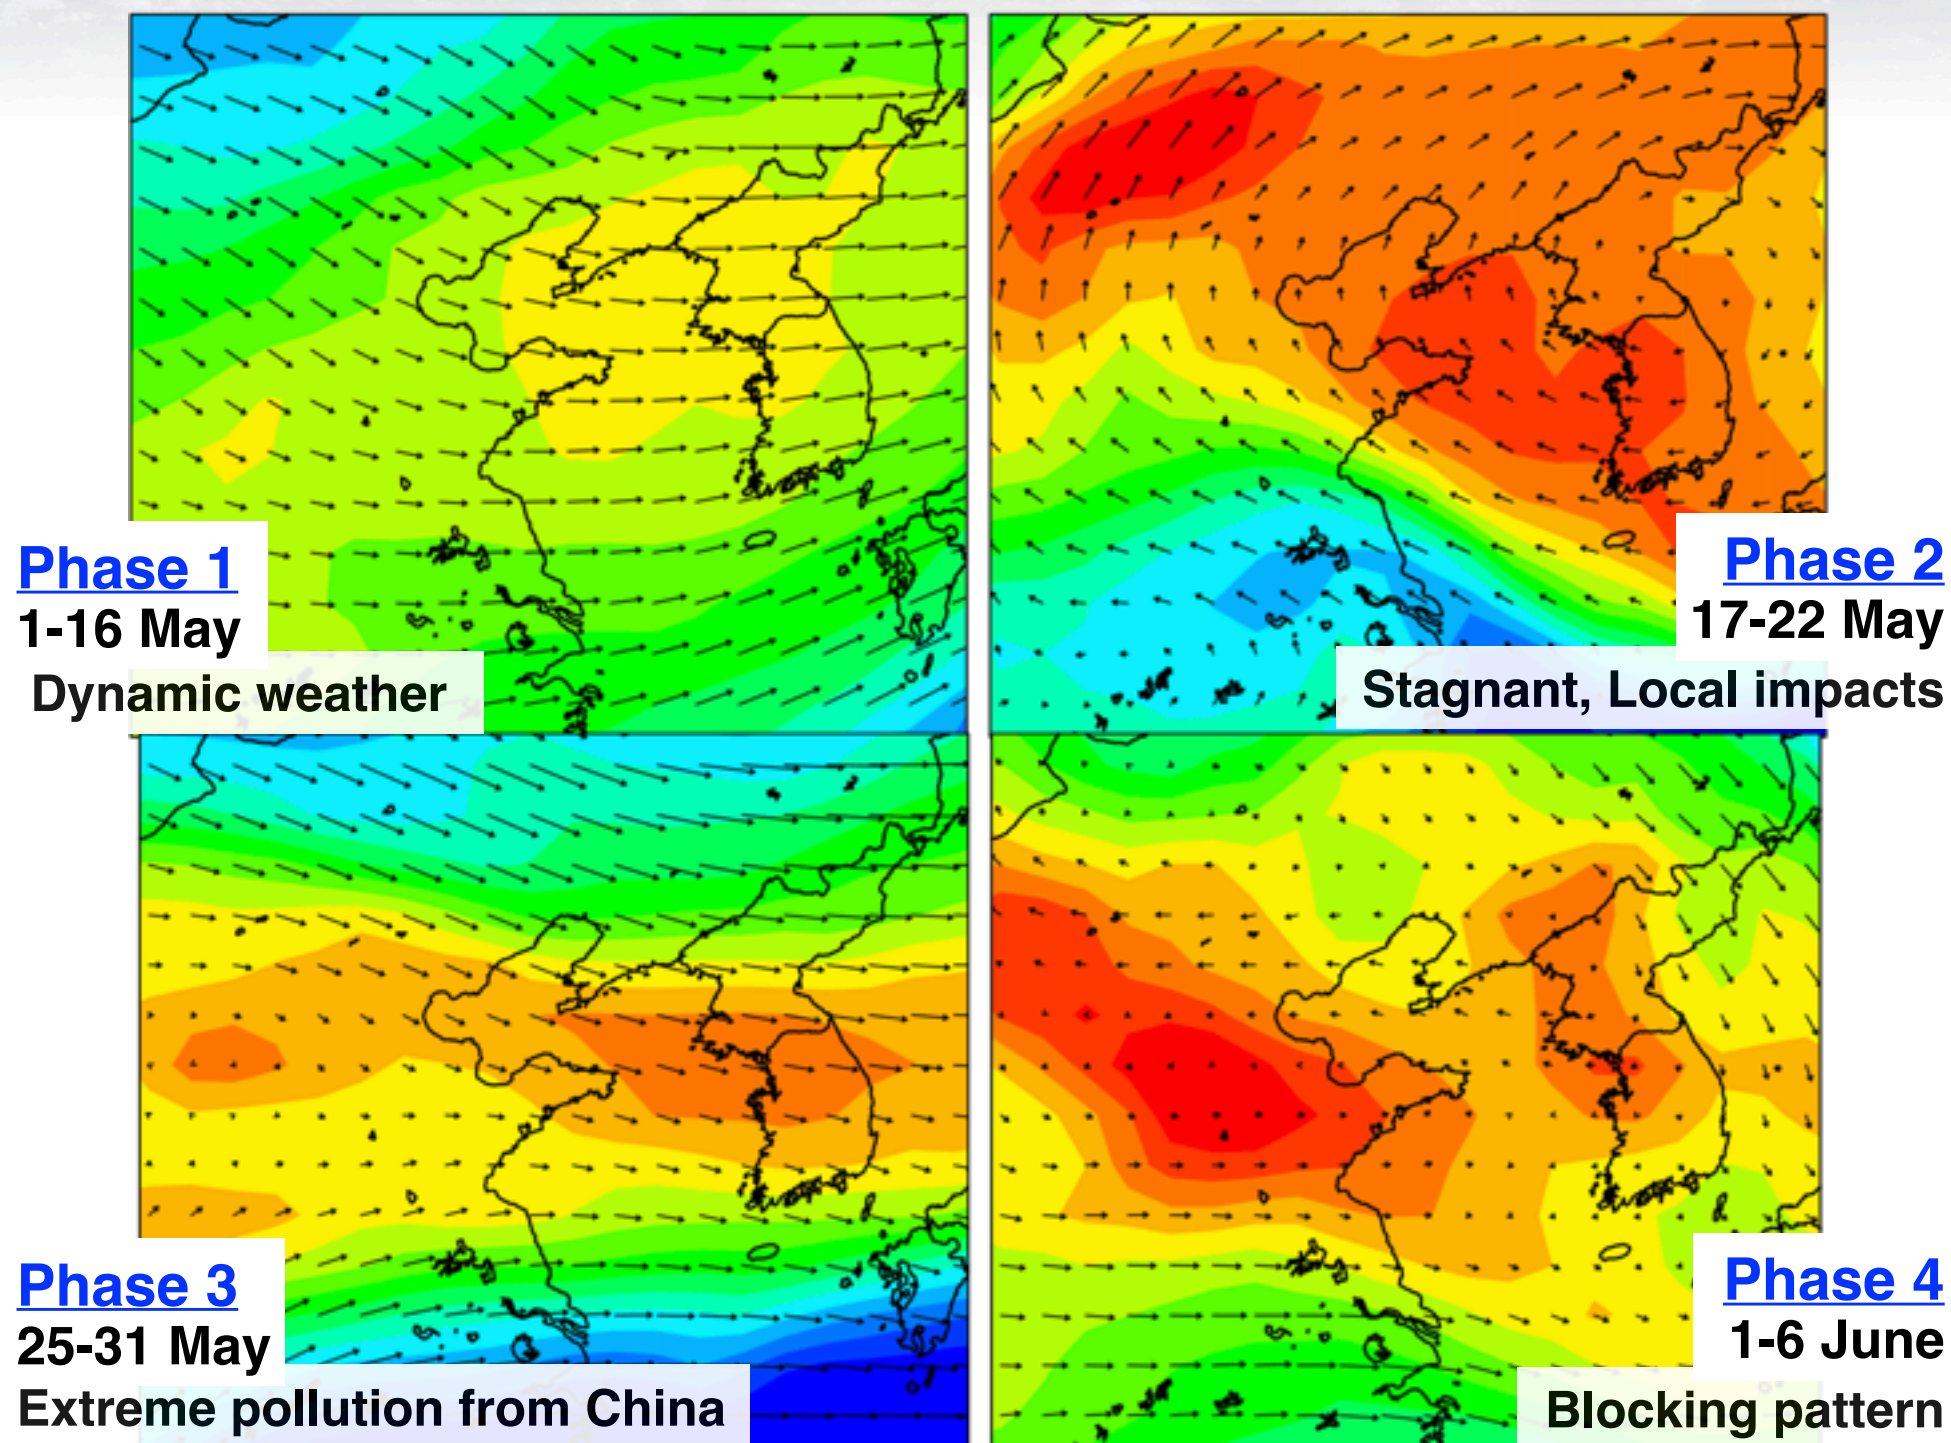 Phase 1
1-16 May
Dynamic weather
Phase 2
17-22 May
Stagnant, Local impacts
Phase 3
25-31 May
Extreme pollution from China
Phase 4
1-6 June
Blocking pattern